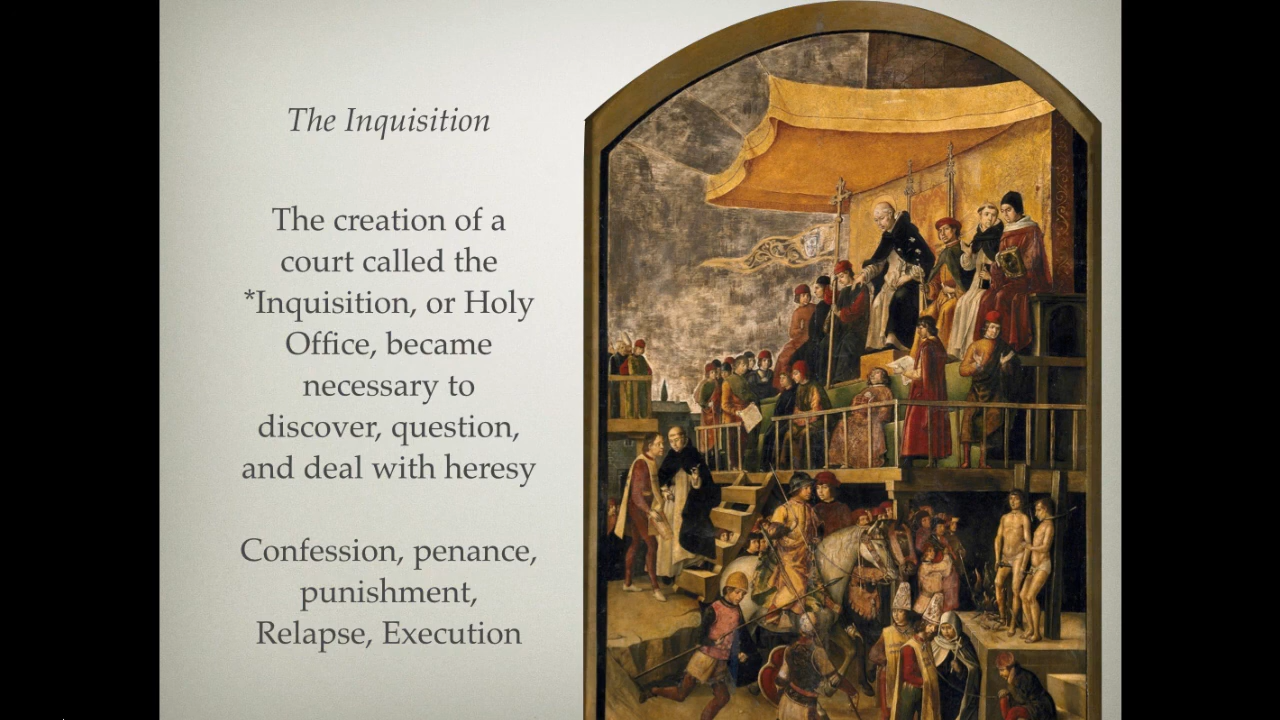 The Inquisition
The creation of a
court called the
*Inquisition, or Holy
Office, became
necessary to
discover, question,
and deal with heresy
Confession, penance,
punishment,
Relapse, Execution